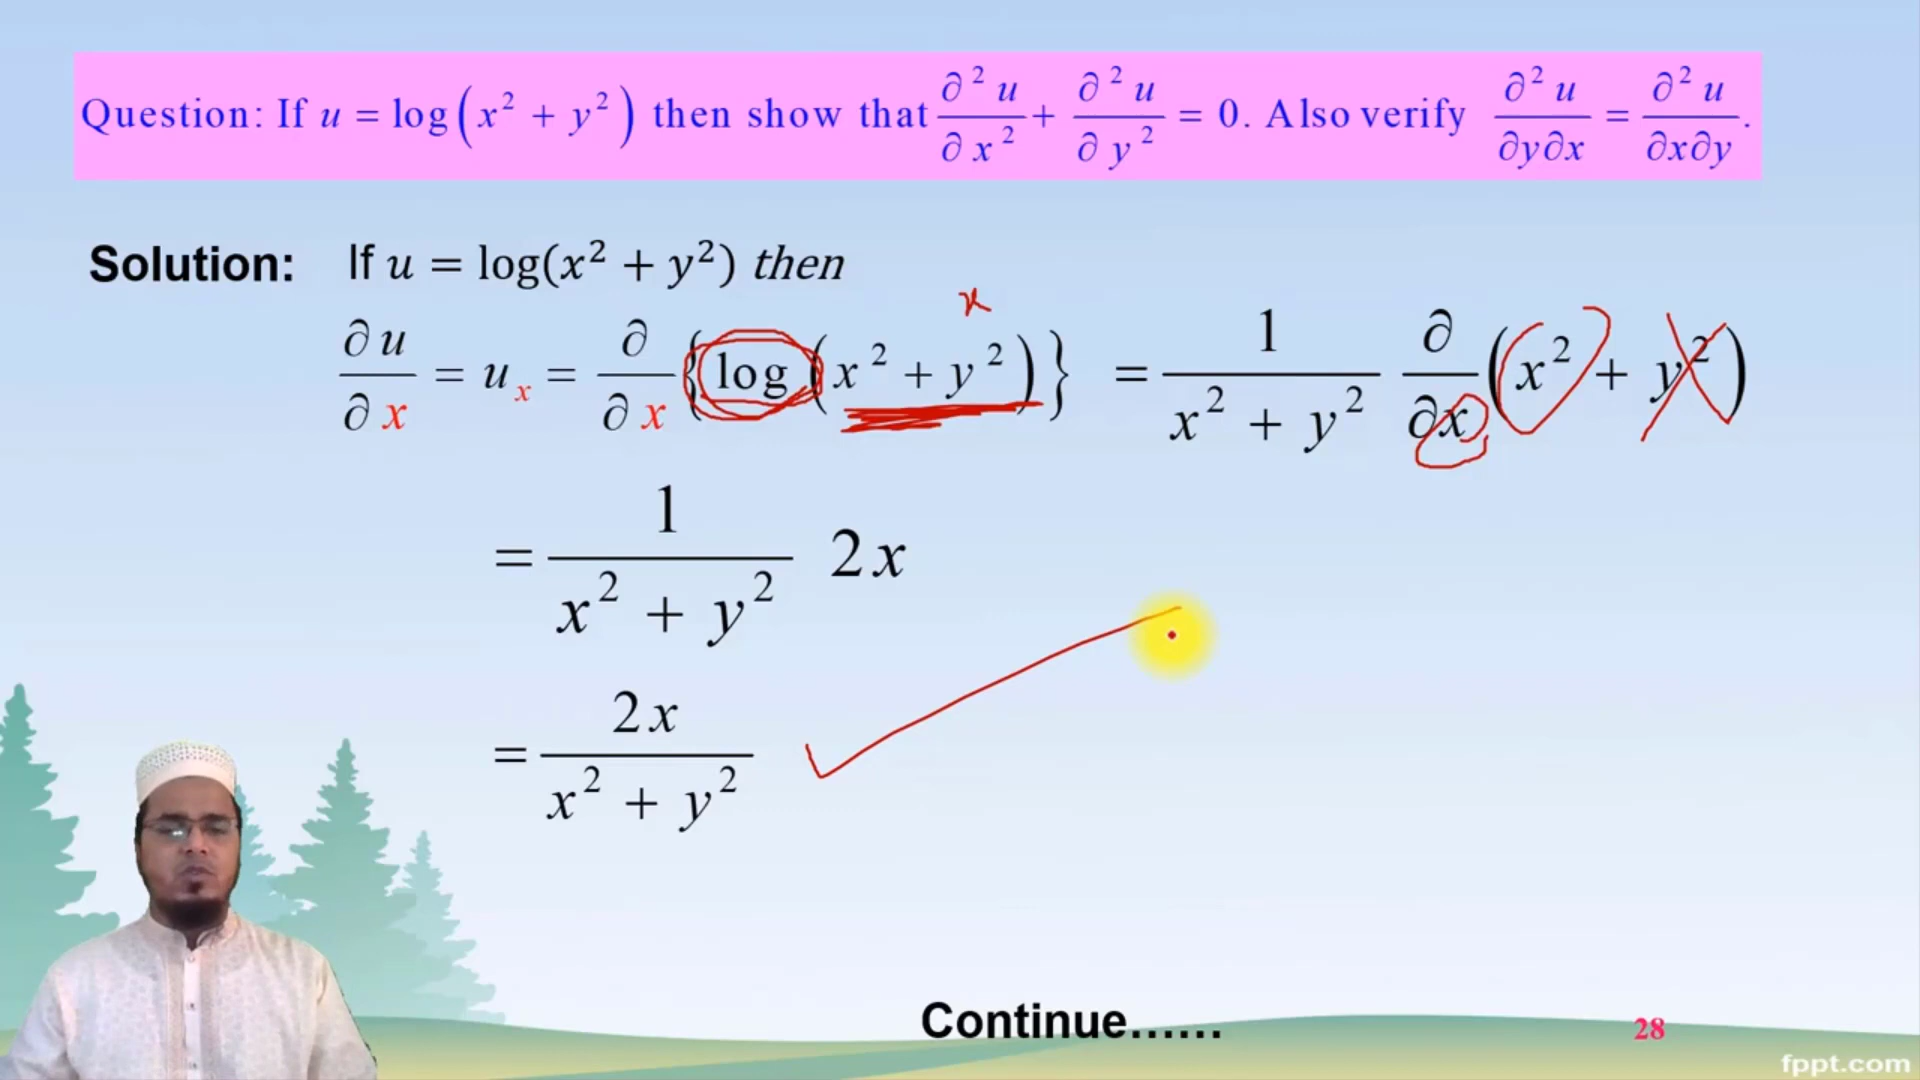 Question: If u = log(x² + y²) then show that ∂²u/∂x² + ∂²u/∂y² = 0. Also verify ∂²u/∂y∂x = ∂²u/∂x∂y.
Solution: If u = log(x² + y²) then
x
∂u/∂x = uₓ = ∂/∂x {log(x² + y²)} = 1/(x² + y²) ∂/∂x (x² + y²)
= 1/(x² + y²) 2x
= 2x/(x² + y²)
Continue......
28
fppt.com